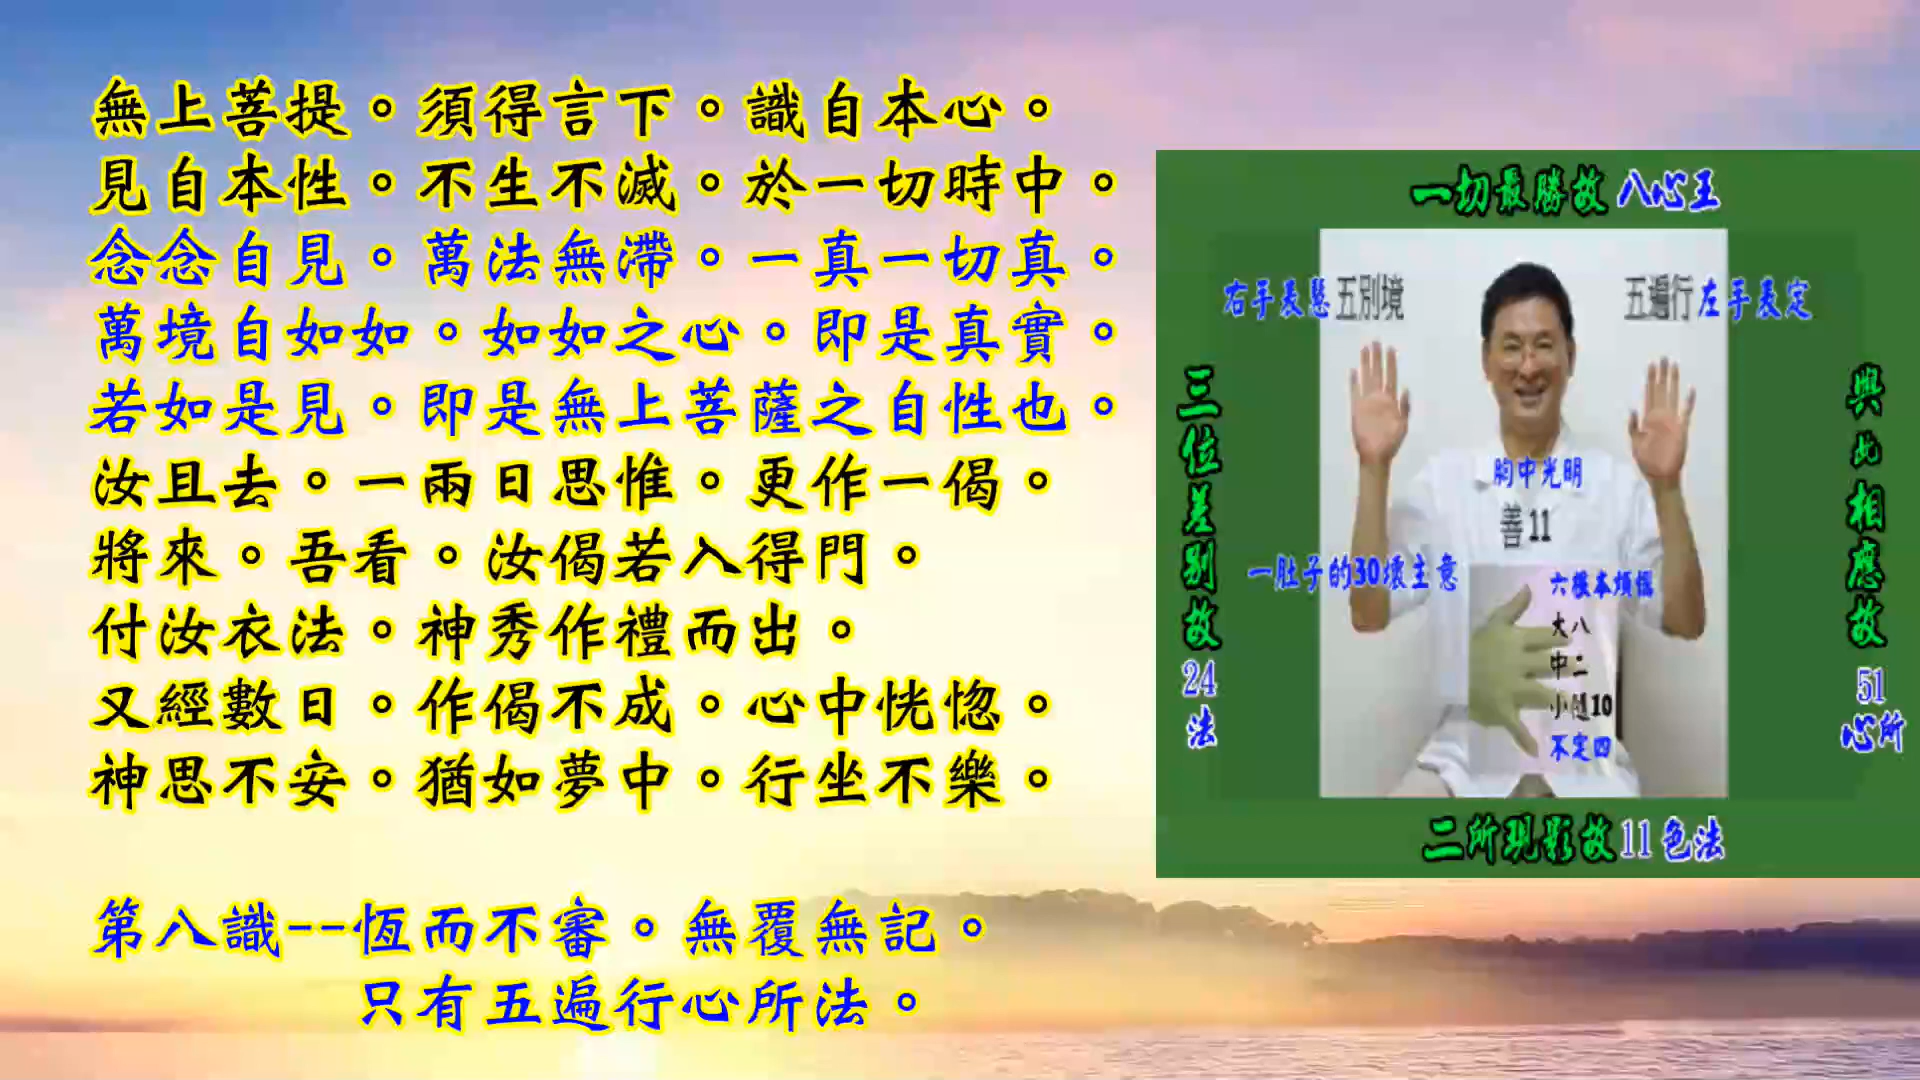 無上菩提。須得言下。識自本心。
見自本性。不生不滅。於一切時中。
念念自見。萬法無滯。一真一切真。
萬境自如如。如如之心。即是真實。
若如是見。即是無上菩薩之自性也。
汝且去。一兩日思惟。更作一偈。
將來。吾看。汝偈若入得門。
付汝衣法。神秀作禮而出。
又經數日。作偈不成。心中恍惚。
神思不安。猶如夢中。行坐不樂。
第八識--恆而不審。無覆無記。
只有五遍行心所法。
一切最勝故 八心王
右手表慧 五別境
五遍行 左手表定
三位差別故 24 法
胸中光明
善11
一肚子的30壞主意
六根本煩惱
大八
中二
小隨10
不定四
與此相應故 51 心所
二所現影故 11 色法